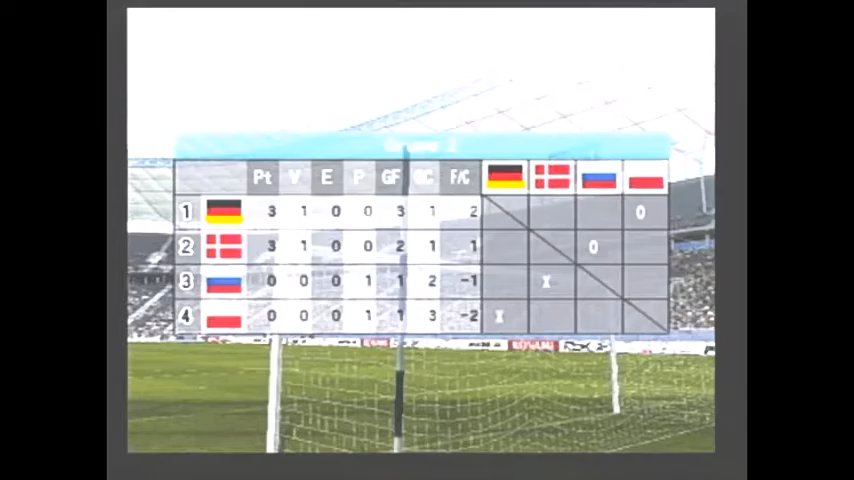 Pt V E P GF GC F/C
1 3 1 0 0 3 1 2 0
2 3 1 0 0 2 1 1 0
3 0 0 0 1 1 2 -1 X
4 0 0 0 1 1 3 -2 X
KONAMI